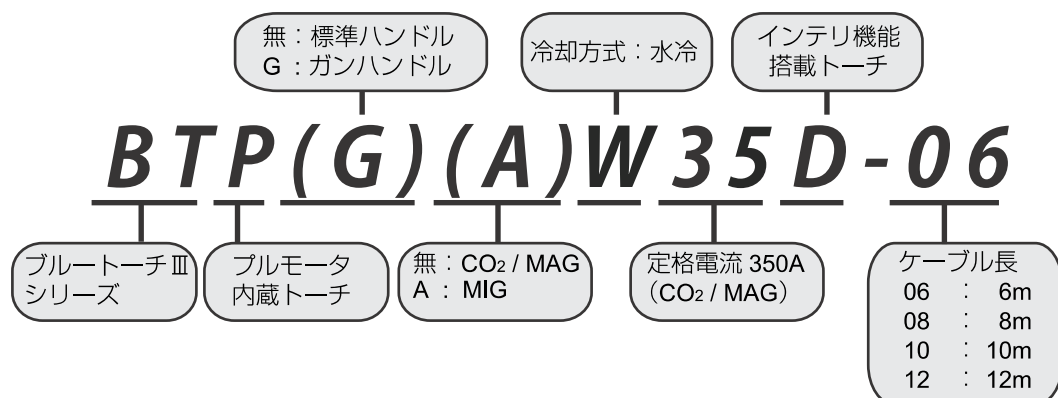 無：標準ハンドル
G ：ガンハンドル
冷却方式：水冷
インテリ機能
搭載トーチ
BTP(G)(A)W35D-06
ブルートーチⅢ
シリーズ
プルモータ
内蔵トーチ
無：CO2 / MAG
A ：MIG
定格電流 350A
（CO2 / MAG）
ケーブル長
06 ： 6m
08 ： 8m
10 ： 10m
12 ： 12m